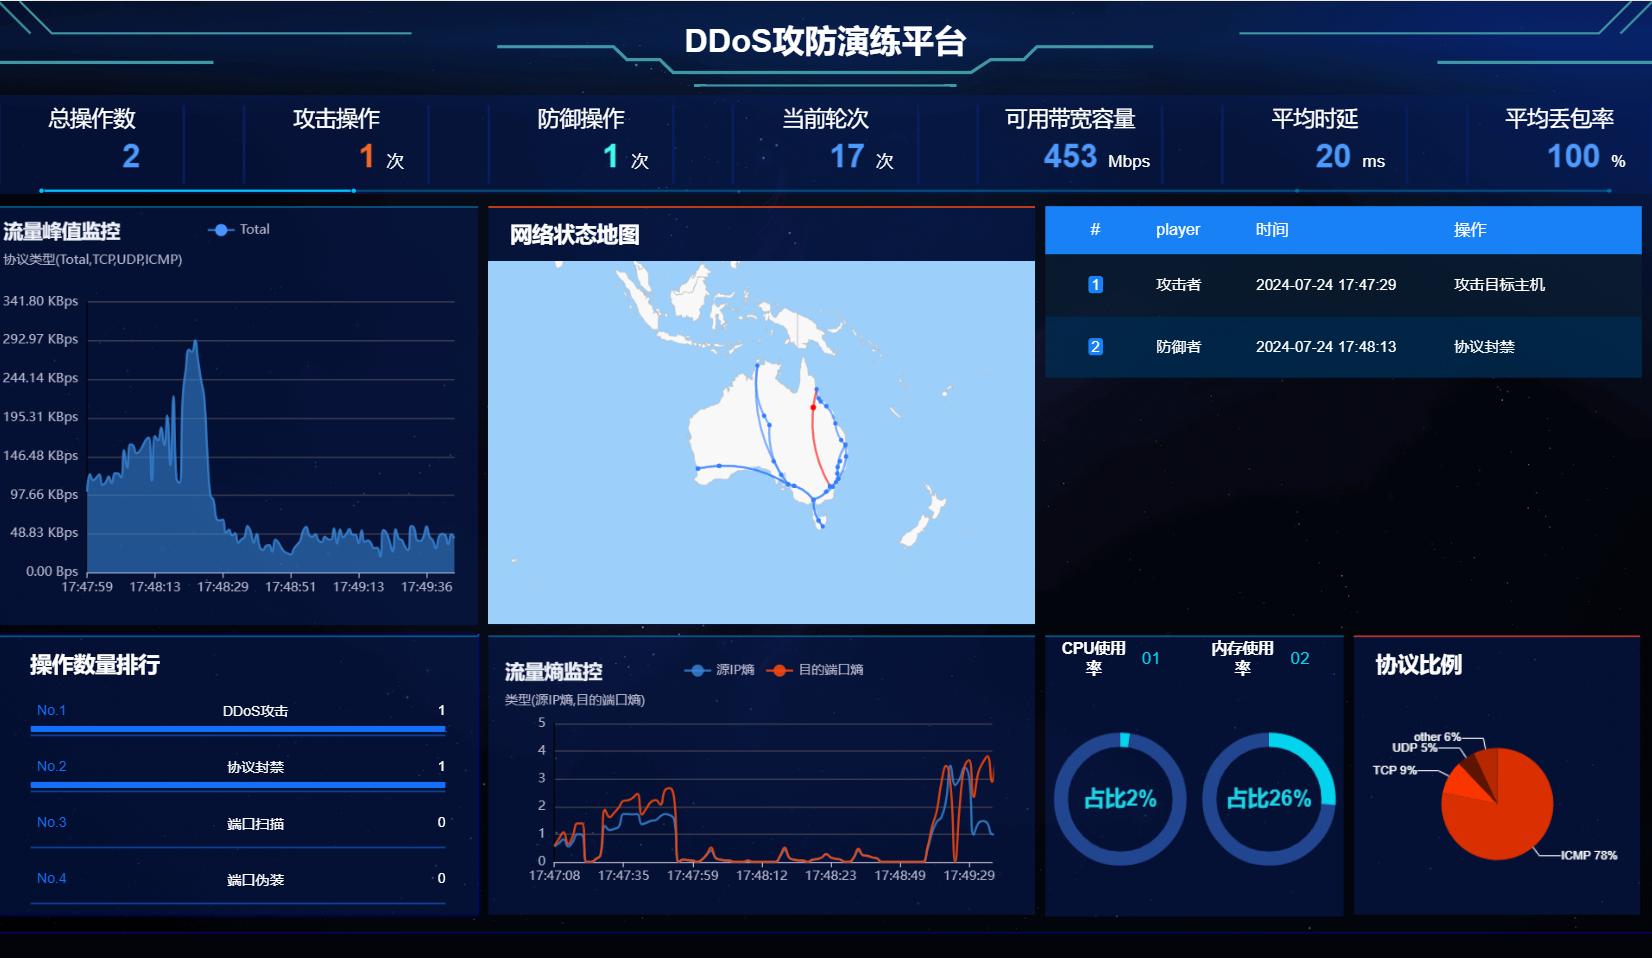 DDoS攻防演练平台
总操作数 攻击操作 防御操作 当前轮次 可用带宽容量 平均时延 平均丢包率
2 1 次 1 次 17 次 453 Mbps 20 ms 100 %
流量峰值监控
Total
协议类型(Total,TCP,UDP,ICMP)
341.80 KBps
292.97 KBps
244.14 KBps
195.31 KBps
146.48 KBps
97.66 KBps
48.83 KBps
0.00 Bps
17:47:59 17:48:13 17:48:29 17:48:51 17:49:13 17:49:36
网络状态地图
# player 时间 操作
1 攻击者 2024-07-24 17:47:29 攻击目标主机
2 防御者 2024-07-24 17:48:13 协议封禁
操作数量排行
No.1 DDoS攻击 1
No.2 协议封禁 1
No.3 端口扫描 0
No.4 端口伪装 0
流量熵监控
源IP熵 目的端口熵
类型(源IP熵,目的端口熵)
5
4
3
2
1
0
17:47:08 17:47:35 17:47:59 17:48:12 17:48:23 17:48:49 17:49:29
CPU使用率 01
内存使用率 02
占比2%
占比26%
协议比例
other 6%
UDP 5%
TCP 9%
ICMP 78%